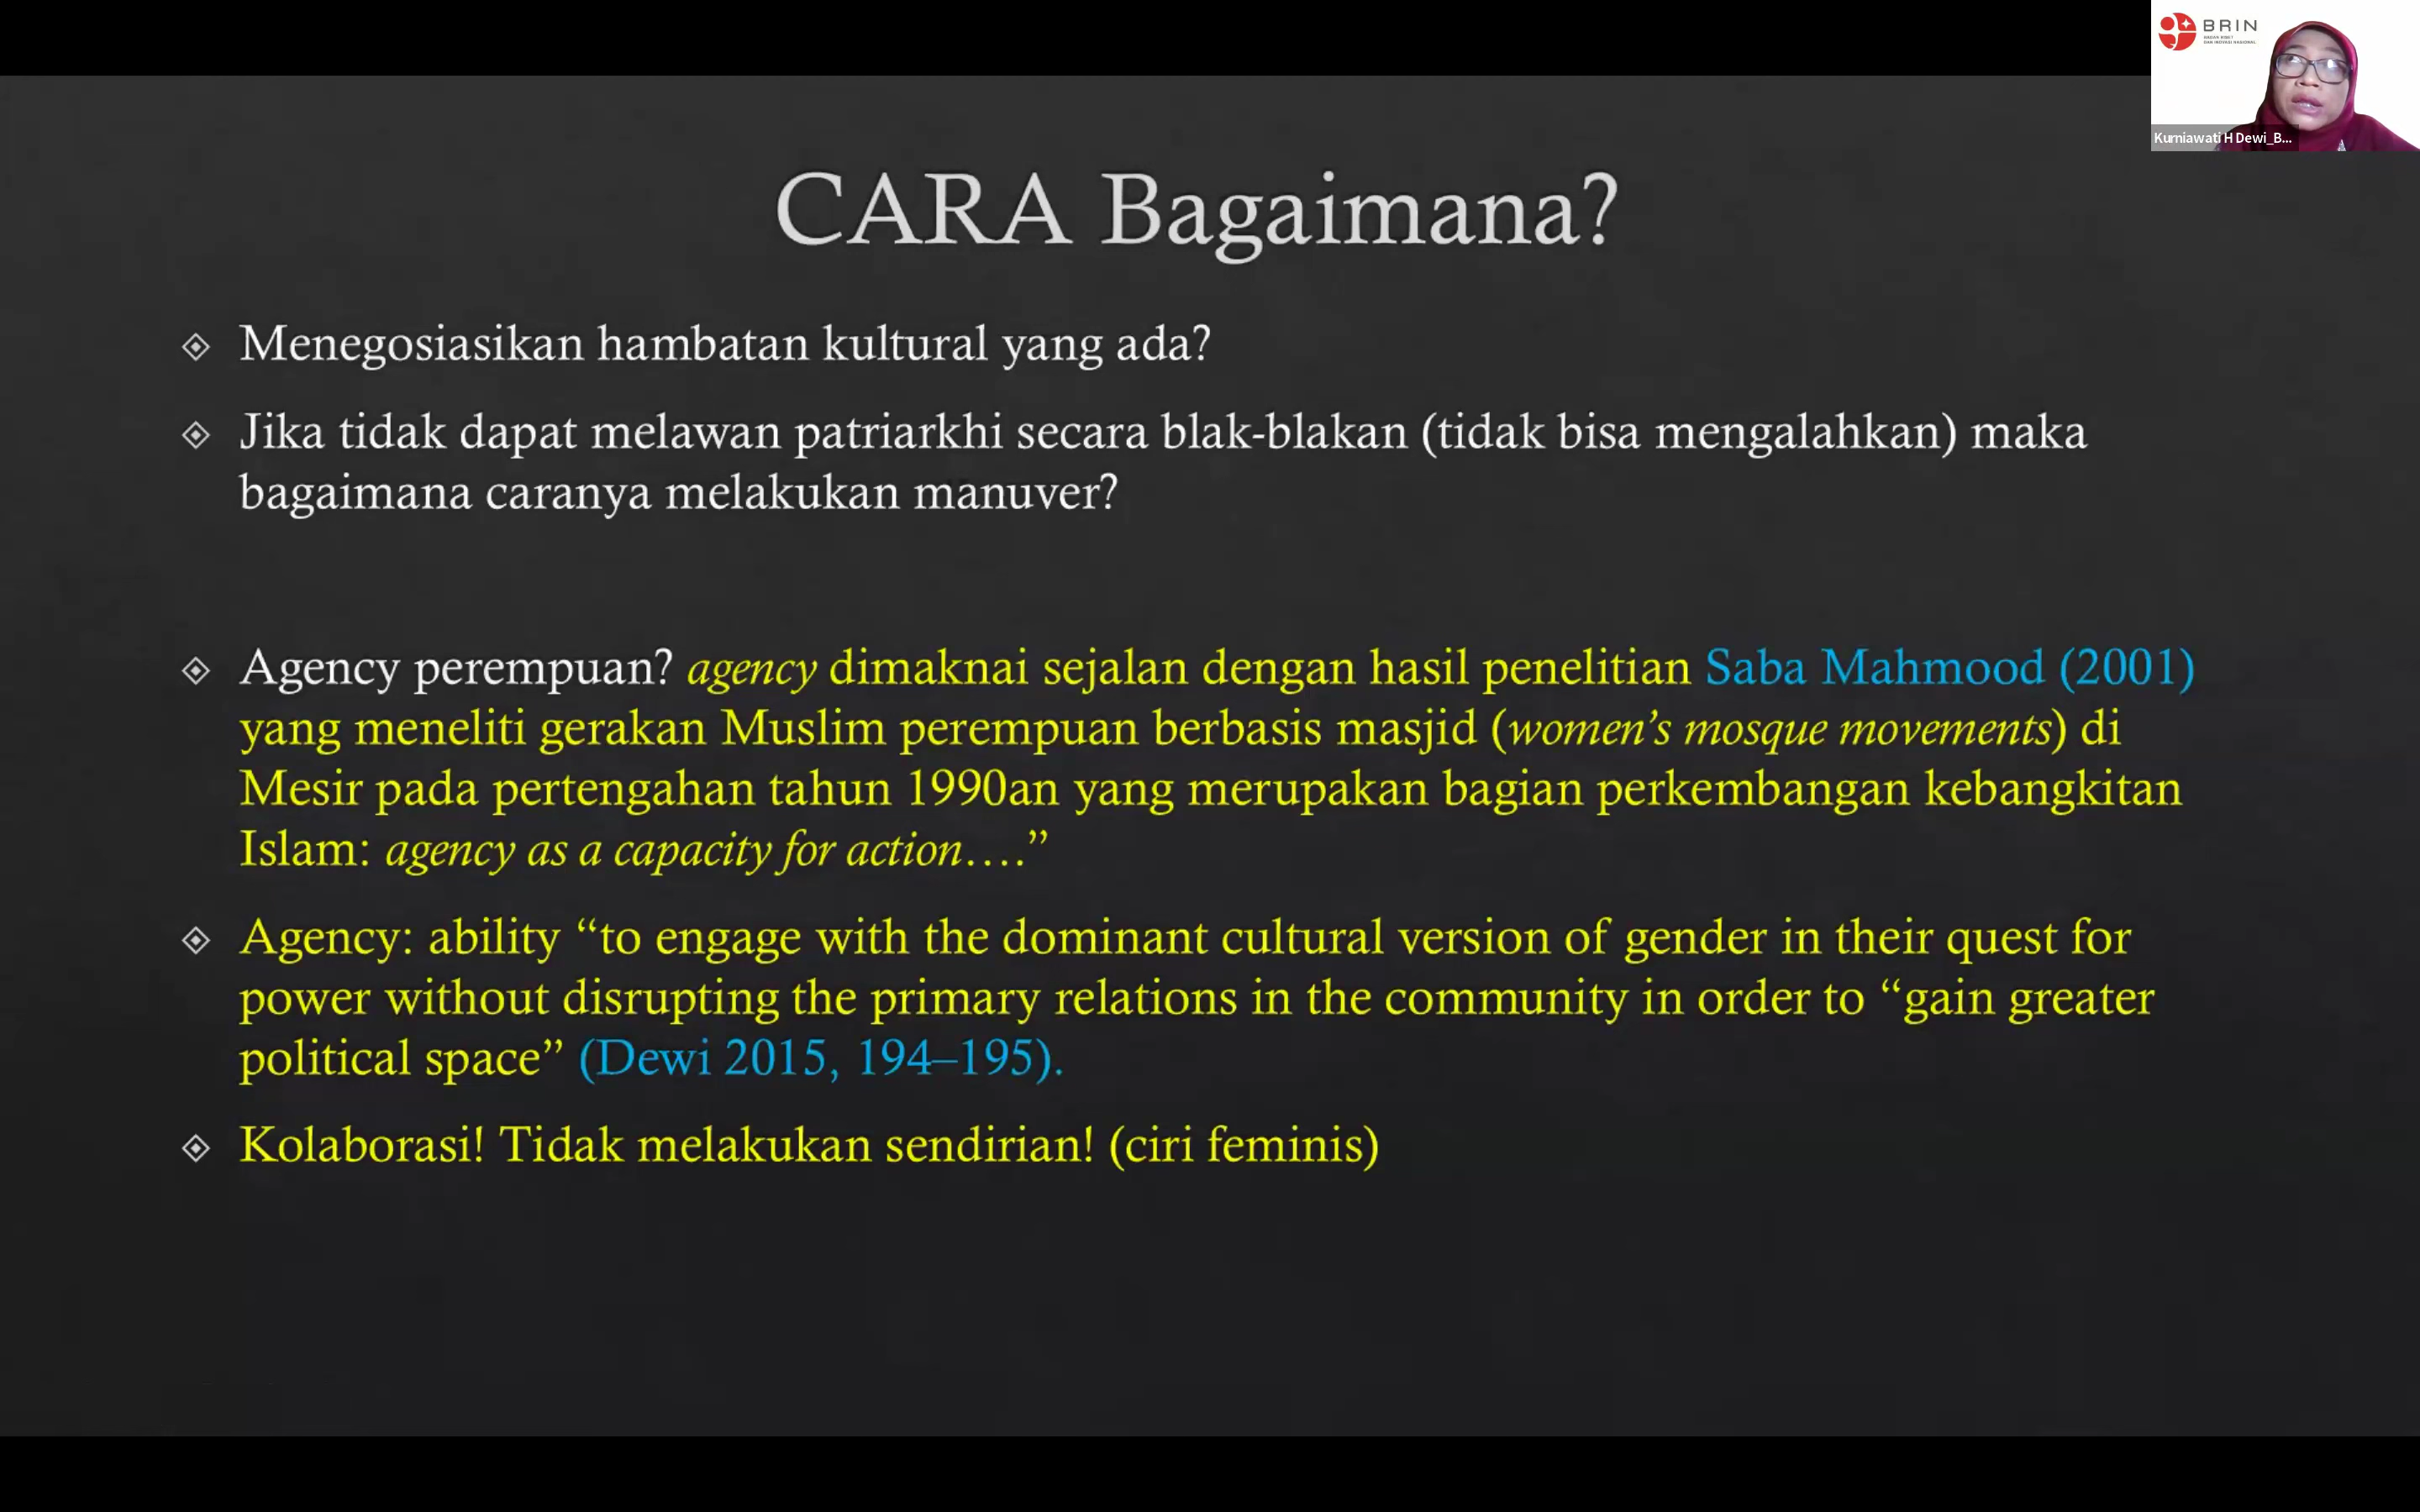 BRIN
BADAN RISET
DAN INOVASI NASIONAL
Kurniawati H Dewi_B...
CARA Bagaimana?
Menegosiasikan hambatan kultural yang ada?
Jika tidak dapat melawan patriarkhi secara blak-blakan (tidak bisa mengalahkan) maka
bagaimana caranya melakukan manuver?
Agency perempuan? agency dimaknai sejalan dengan hasil penelitian Saba Mahmood (2001)
yang meneliti gerakan Muslim perempuan berbasis masjid (women’s mosque movements) di
Mesir pada pertengahan tahun 1990an yang merupakan bagian perkembangan kebangkitan
Islam: agency as a capacity for action….”
Agency: ability “to engage with the dominant cultural version of gender in their quest for
power without disrupting the primary relations in the community in order to “gain greater
political space” (Dewi 2015, 194–195).
Kolaborasi! Tidak melakukan sendirian! (ciri feminis)